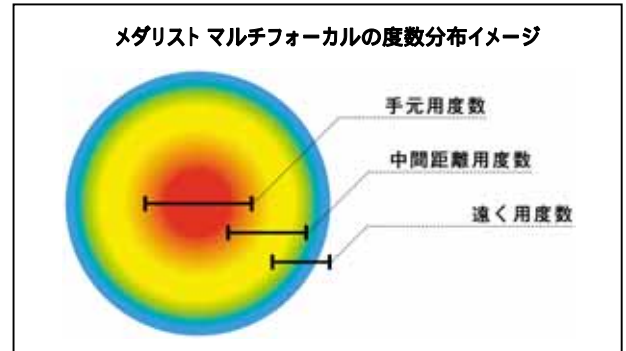 メダリスト マルチフォーカルの度数分布イメージ
手元用度数
中間距離用度数
遠く用度数